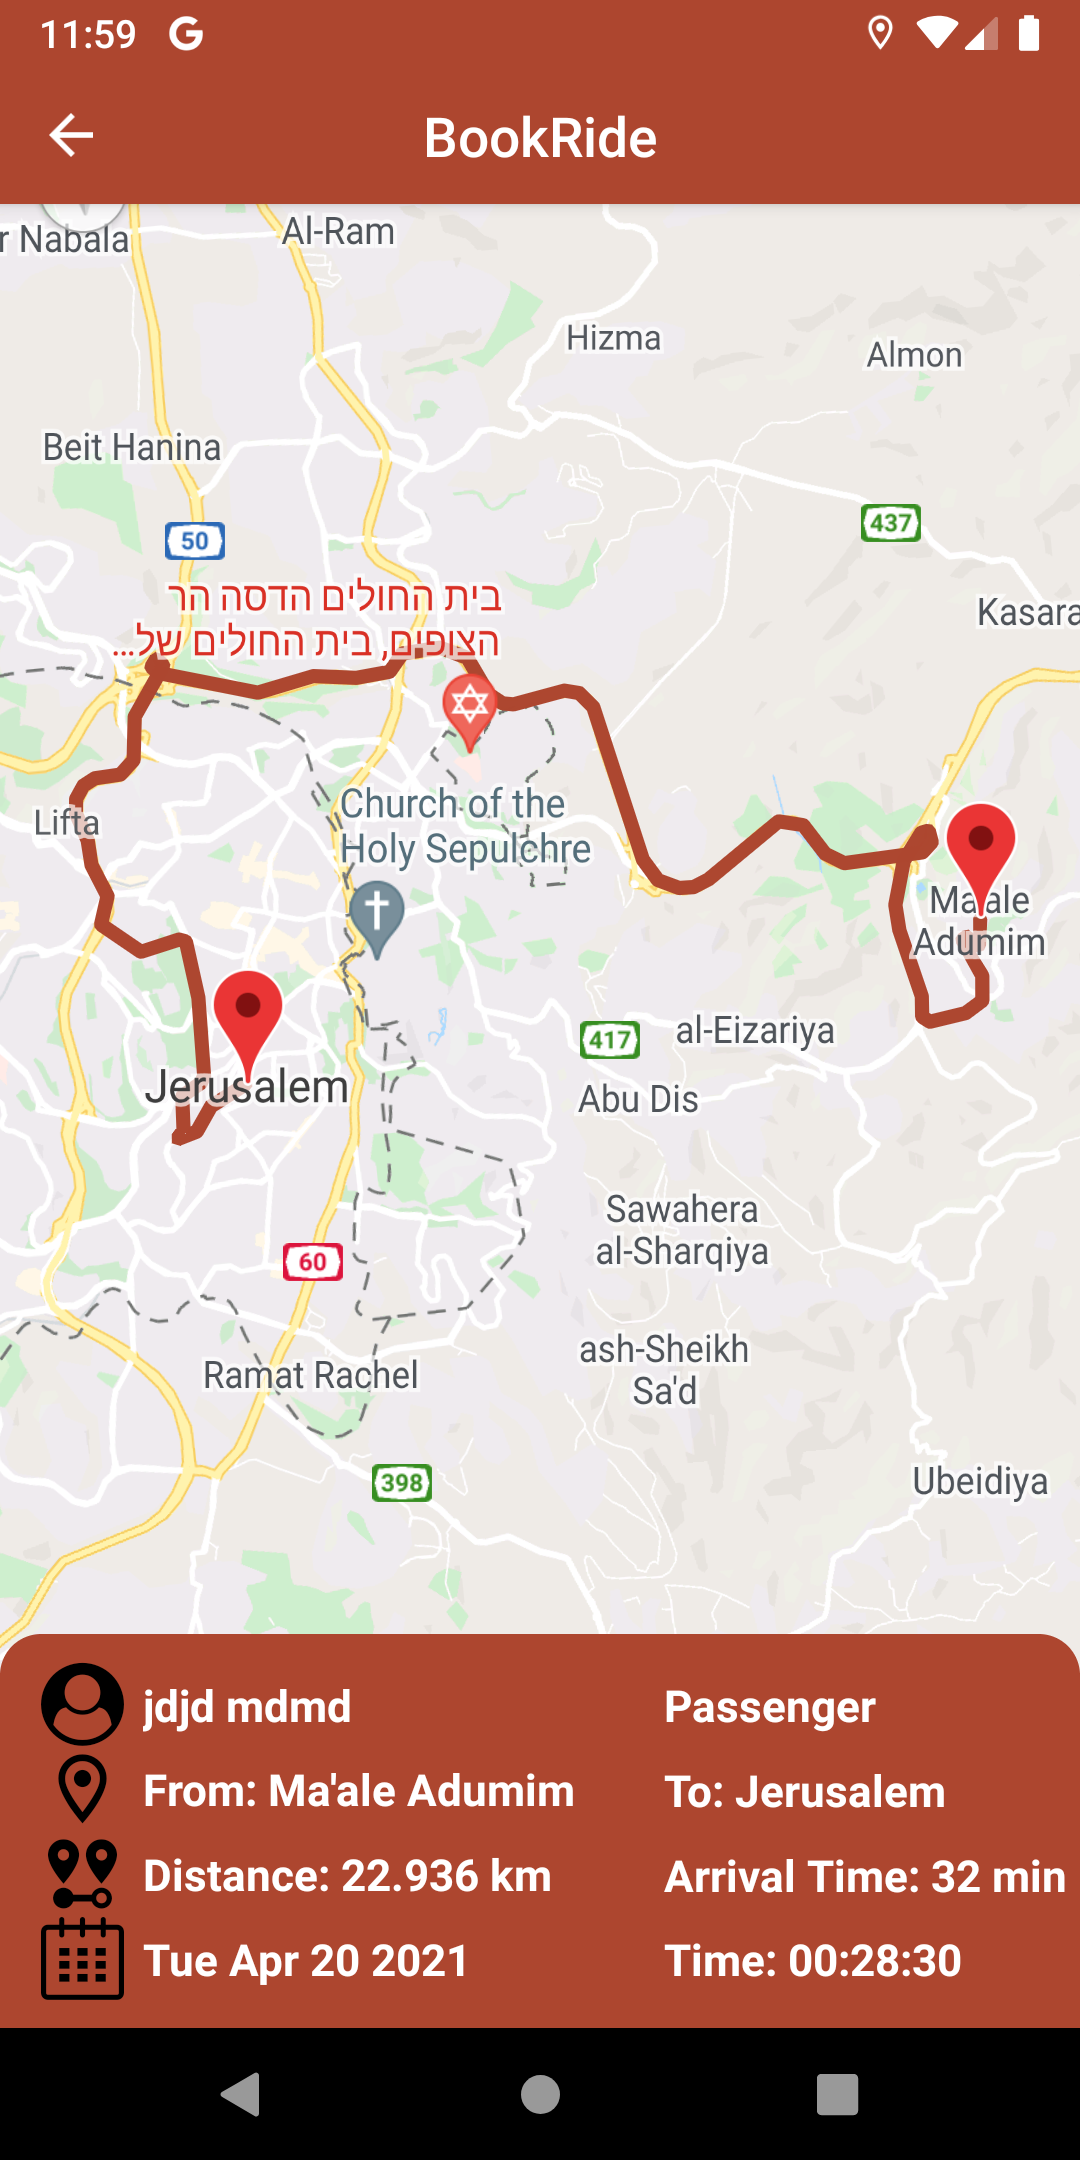 11:59
BookRide
r Nabala
Al-Ram
Hizma
Almon
Beit Hanina
437
50
בית החולים הדסה הר
הצופים, בית החולים של...
Kasara
Church of the
Holy Sepulchre
Lifta
Ma'ale
Adumim
al-Eizariya
417
Jerusalem
Abu Dis
Sawahera
al-Sharqiya
60
ash-Sheikh
Sa'd
Ramat Rachel
398
Ubeidiya
jdjd mdmd
Passenger
From: Ma'ale Adumim
To: Jerusalem
Distance: 22.936 km
Arrival Time: 32 min
Tue Apr 20 2021
Time: 00:28:30